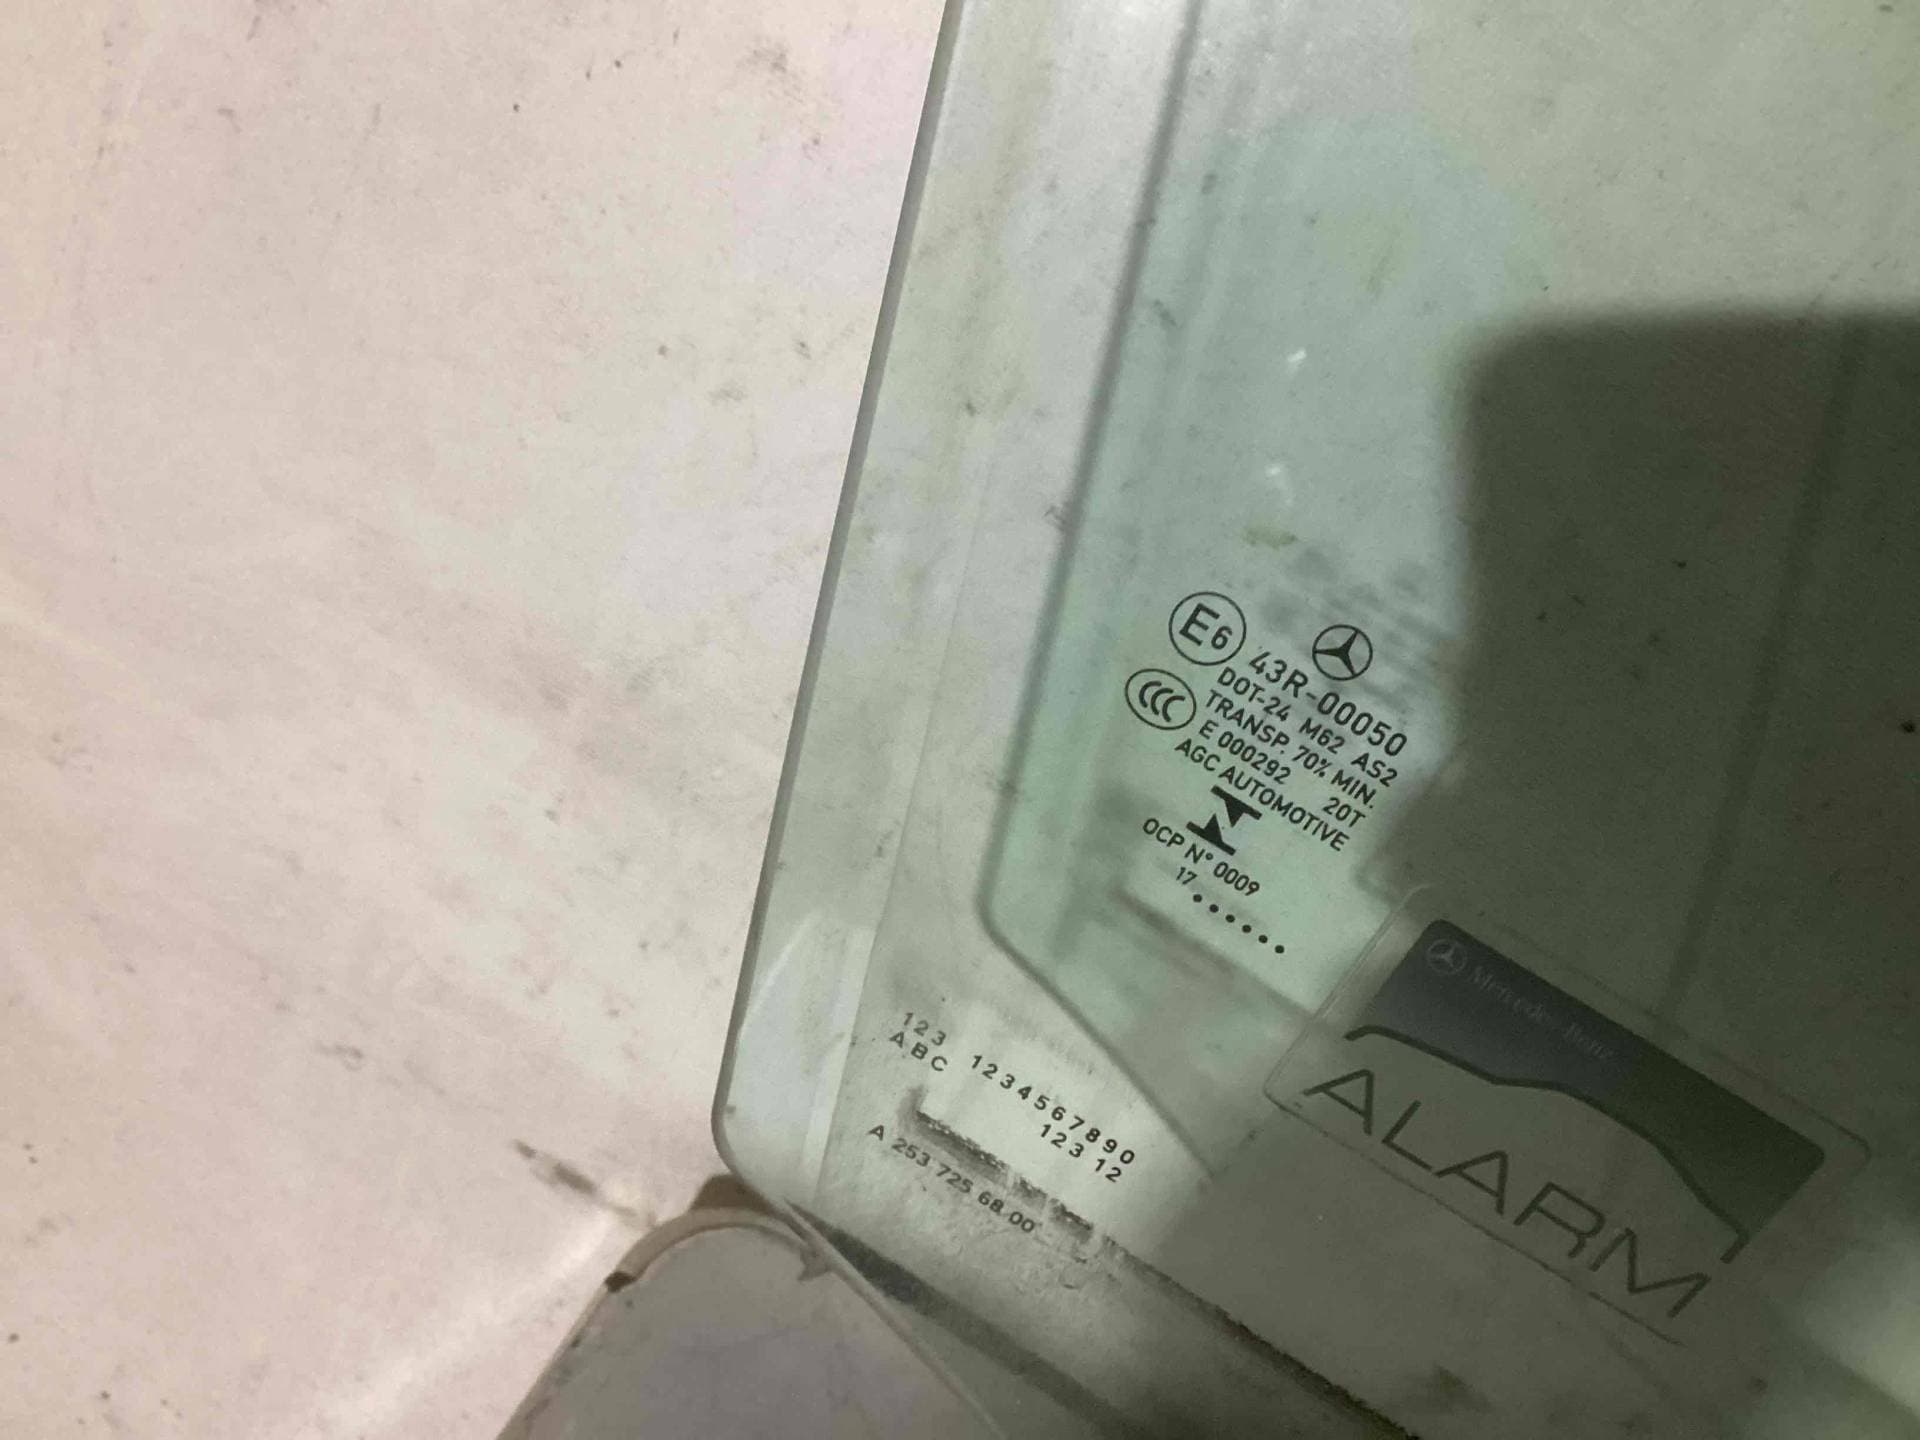 E6 43R-00050
CCC DOT-24 M62 AS2
TRANSP. 70% MIN.
E 000292 20T
AGC AUTOMOTIVE
OCP N° 0009
17 ......
123
ABC 1234567890
123 12
A 253 725 68 00
Mercedes-Benz
ALARM